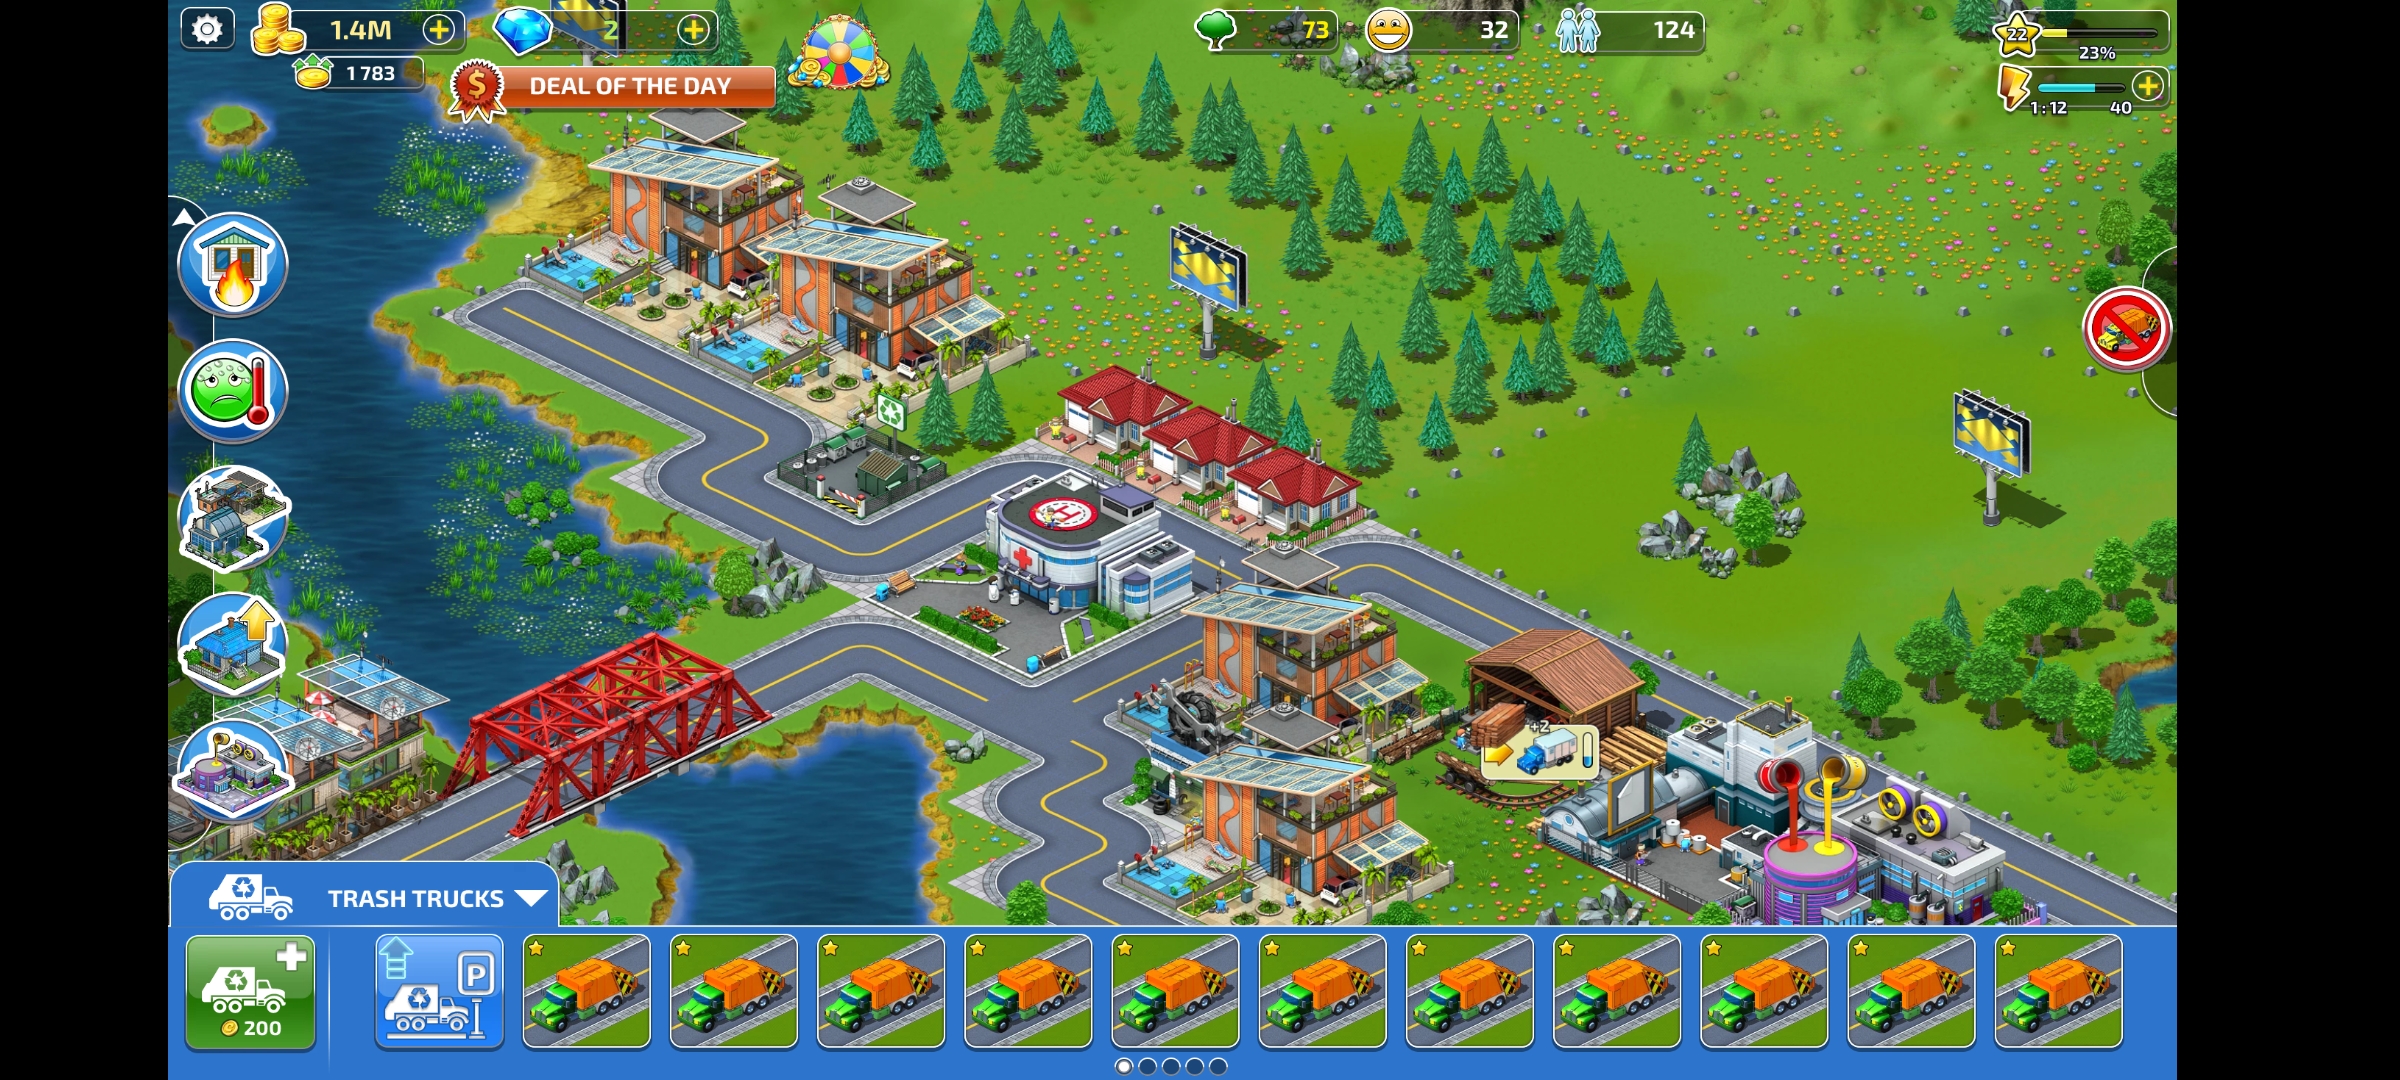 1.4M
2
73
32
124
22
23%
1 783
DEAL OF THE DAY
1:12
40
H
+2
TRASH TRUCKS
P
200